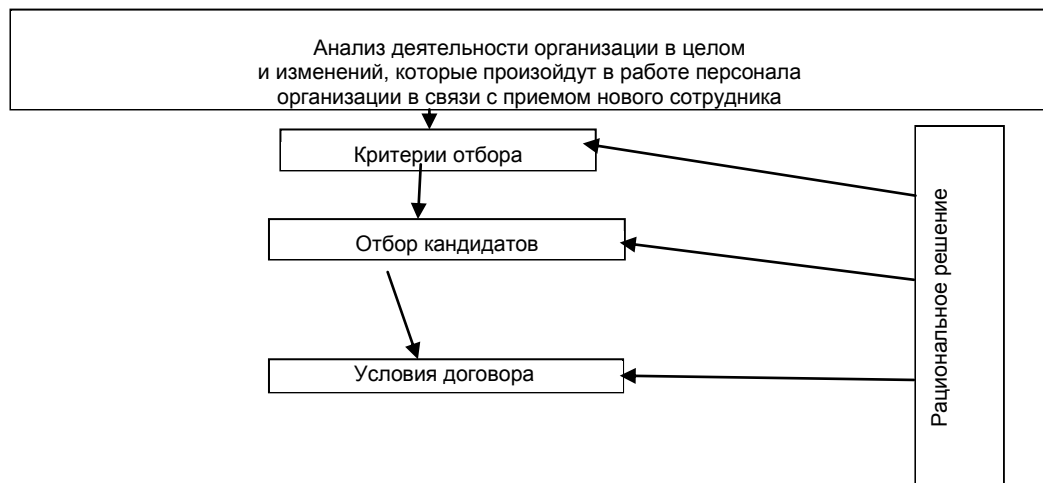 Анализ деятельности организации в целом
и изменений, которые произойдут в работе персонала
организации в связи с приемом нового сотрудника
Критерии отбора
Отбор кандидатов
Условия договора
Рациональное решение